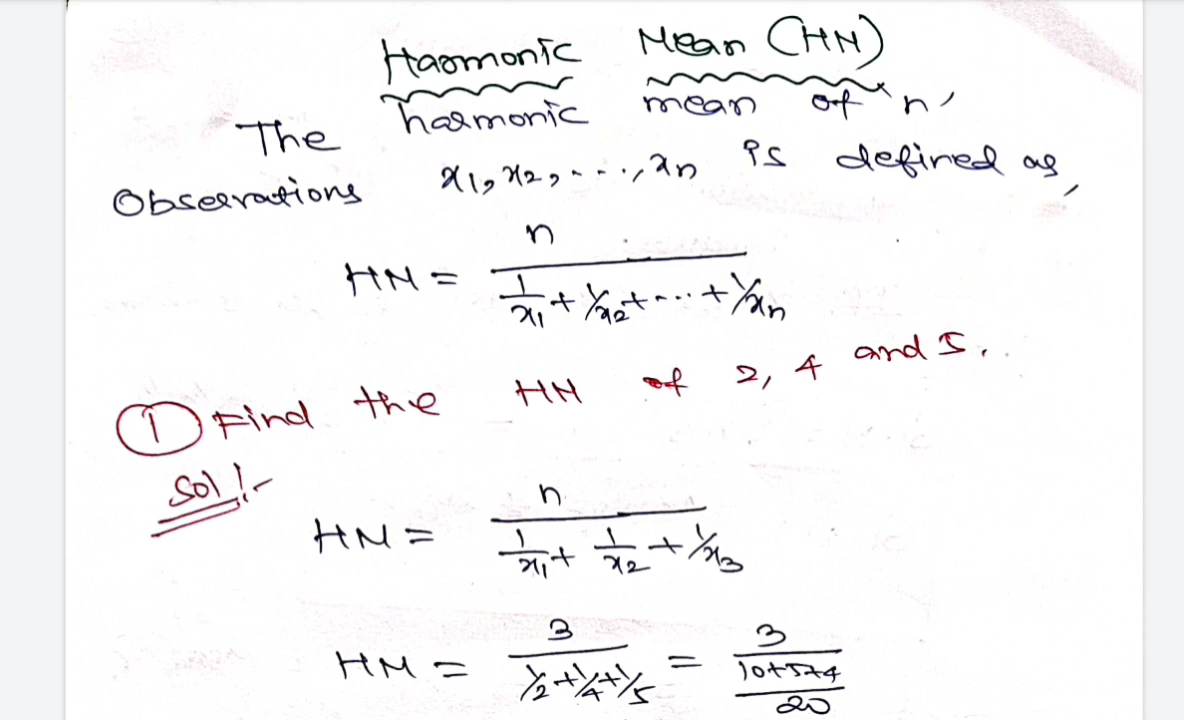 Harmonic Mean (HM)
The harmonic mean of 'n'
Observations x₁, x₂, ..., xₙ is defined as,
HM = n / (1/x₁ + 1/x₂ + ... + 1/xₙ)
① Find the HM of 2, 4 and 5.
Sol:-
HM = n / (1/x₁ + 1/x₂ + 1/x₃)
HM = 3 / (1/2 + 1/4 + 1/5) = 3 / ((10+5+4)/20)